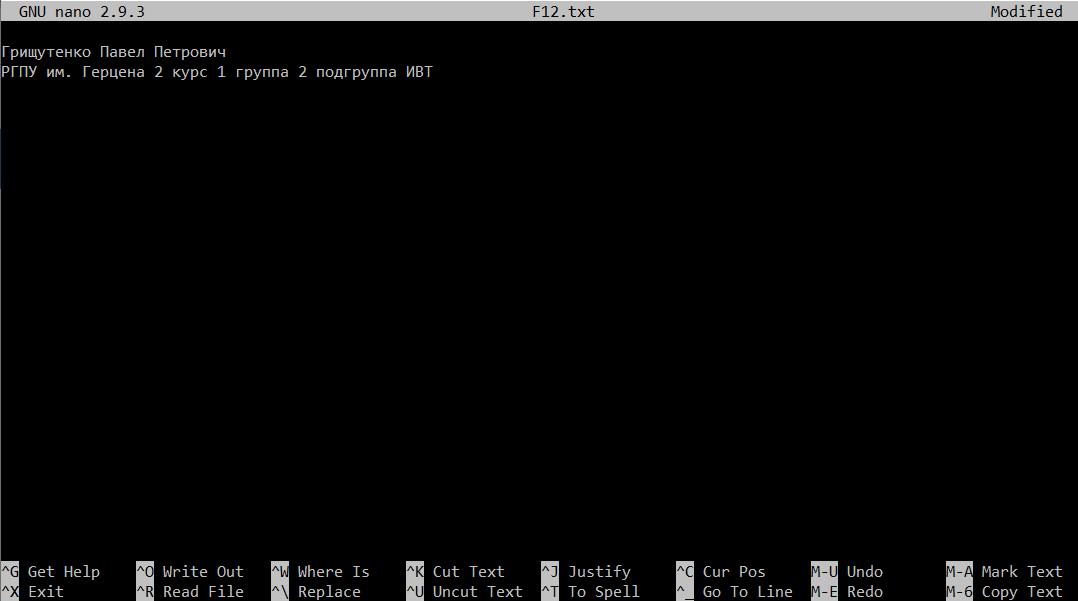 GNU nano 2.9.3 F12.txt Modified
Грищутенко Павел Петрович
РГПУ им. Герцена 2 курс 1 группа 2 подгруппа ИВТ
^G Get Help ^O Write Out ^W Where Is ^K Cut Text ^J Justify ^C Cur Pos M-U Undo M-A Mark Text
^X Exit ^R Read File ^\ Replace ^U Uncut Text ^T To Spell ^_ Go To Line M-E Redo M-6 Copy Text